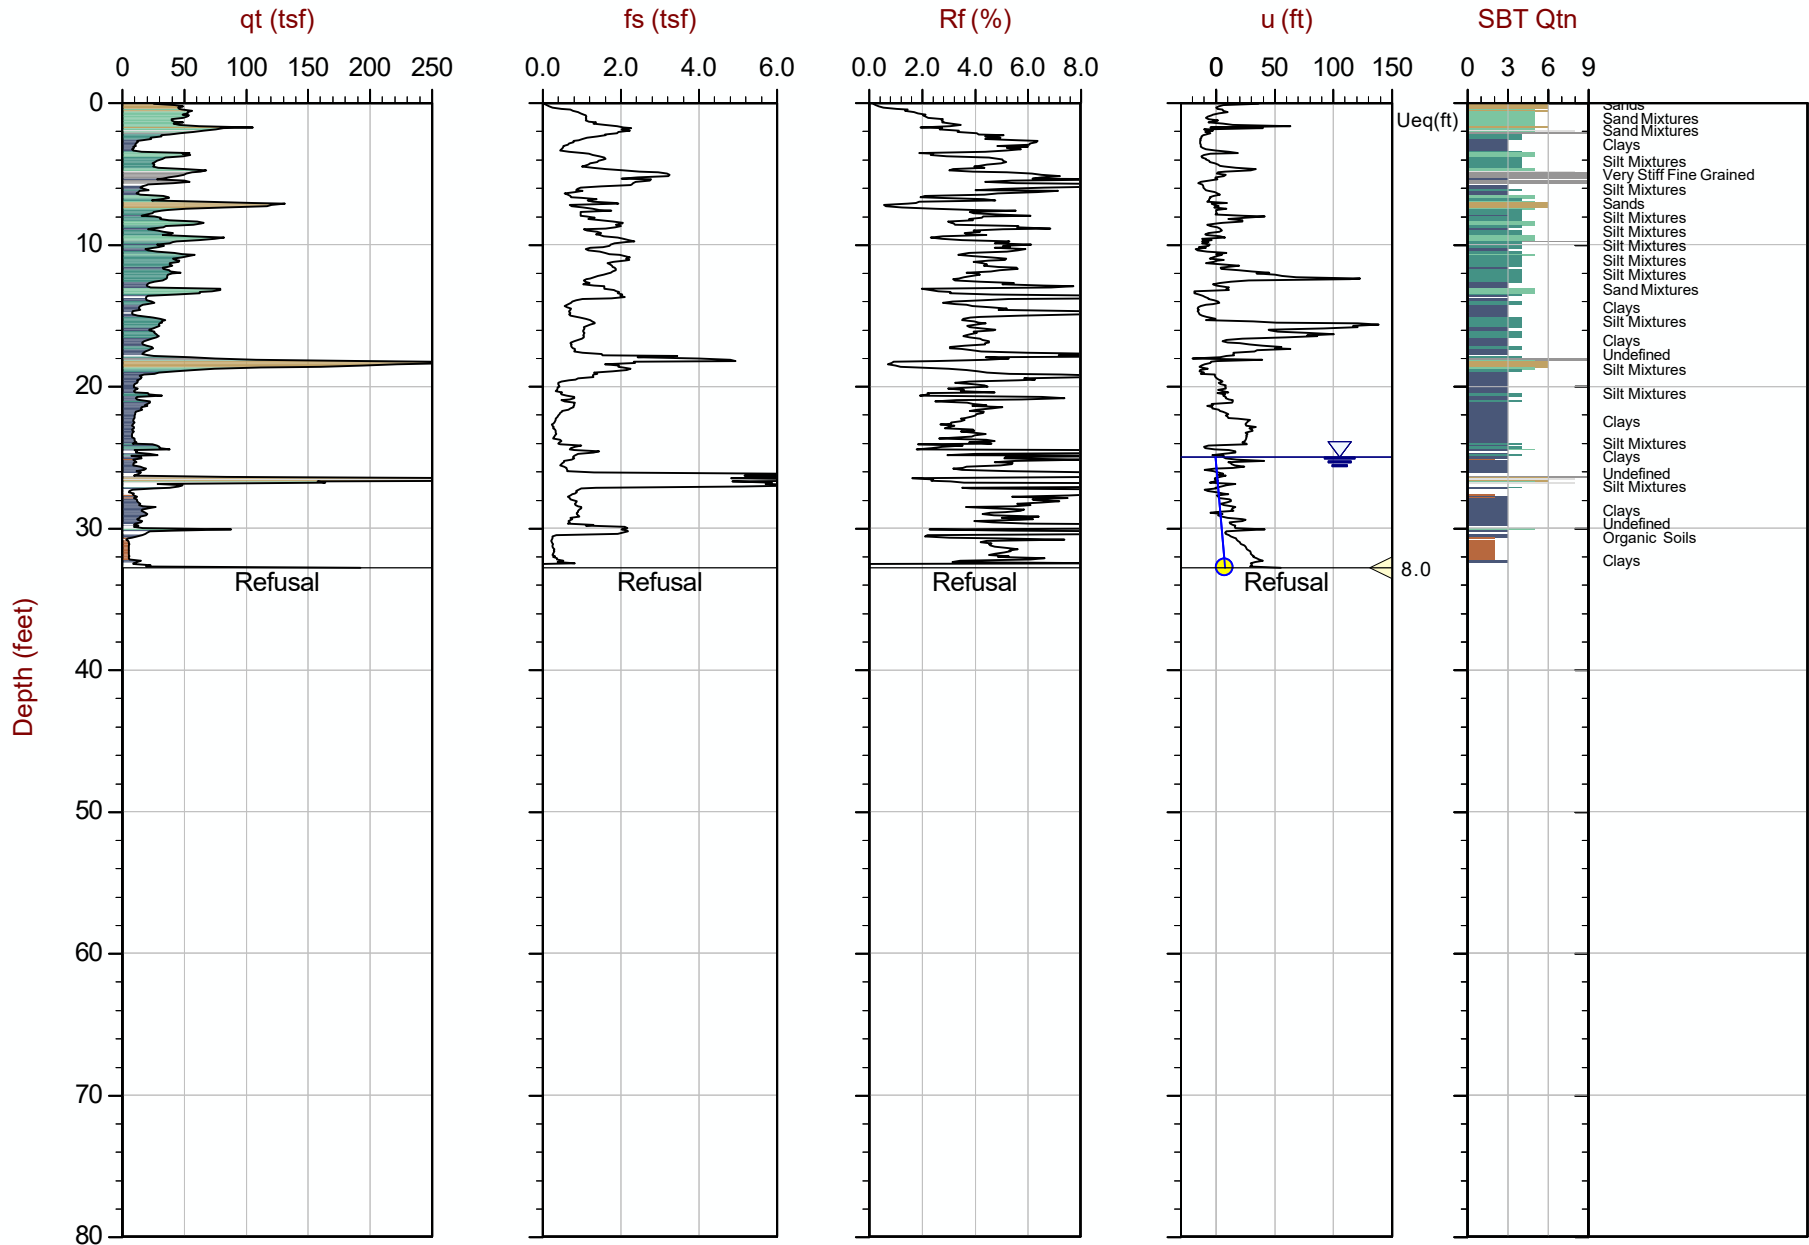 qt (tsf) fs (tsf) Rf (%) u (ft) SBT Qtn
0 50 100 150 200 250 0.0 2.0 4.0 6.0 0.0 2.0 4.0 6.0 8.0 0 50 100 150 0 3 6 9
0
Sands
Ueq(ft)
Sand Mixtures
Sand Mixtures
Clays
Silt Mixtures
Very Stiff Fine Grained
Silt Mixtures
Sands
Silt Mixtures
Silt Mixtures
10
Silt Mixtures
Silt Mixtures
Silt Mixtures
Sand Mixtures
Clays
Silt Mixtures
Clays
Undefined
Silt Mixtures
20
Silt Mixtures
Clays
Silt Mixtures
Clays
Undefined
Silt Mixtures
Clays
Undefined
30
Organic Soils
Clays
8.0
Refusal Refusal Refusal Refusal
40
Depth (feet)
50
60
70
80